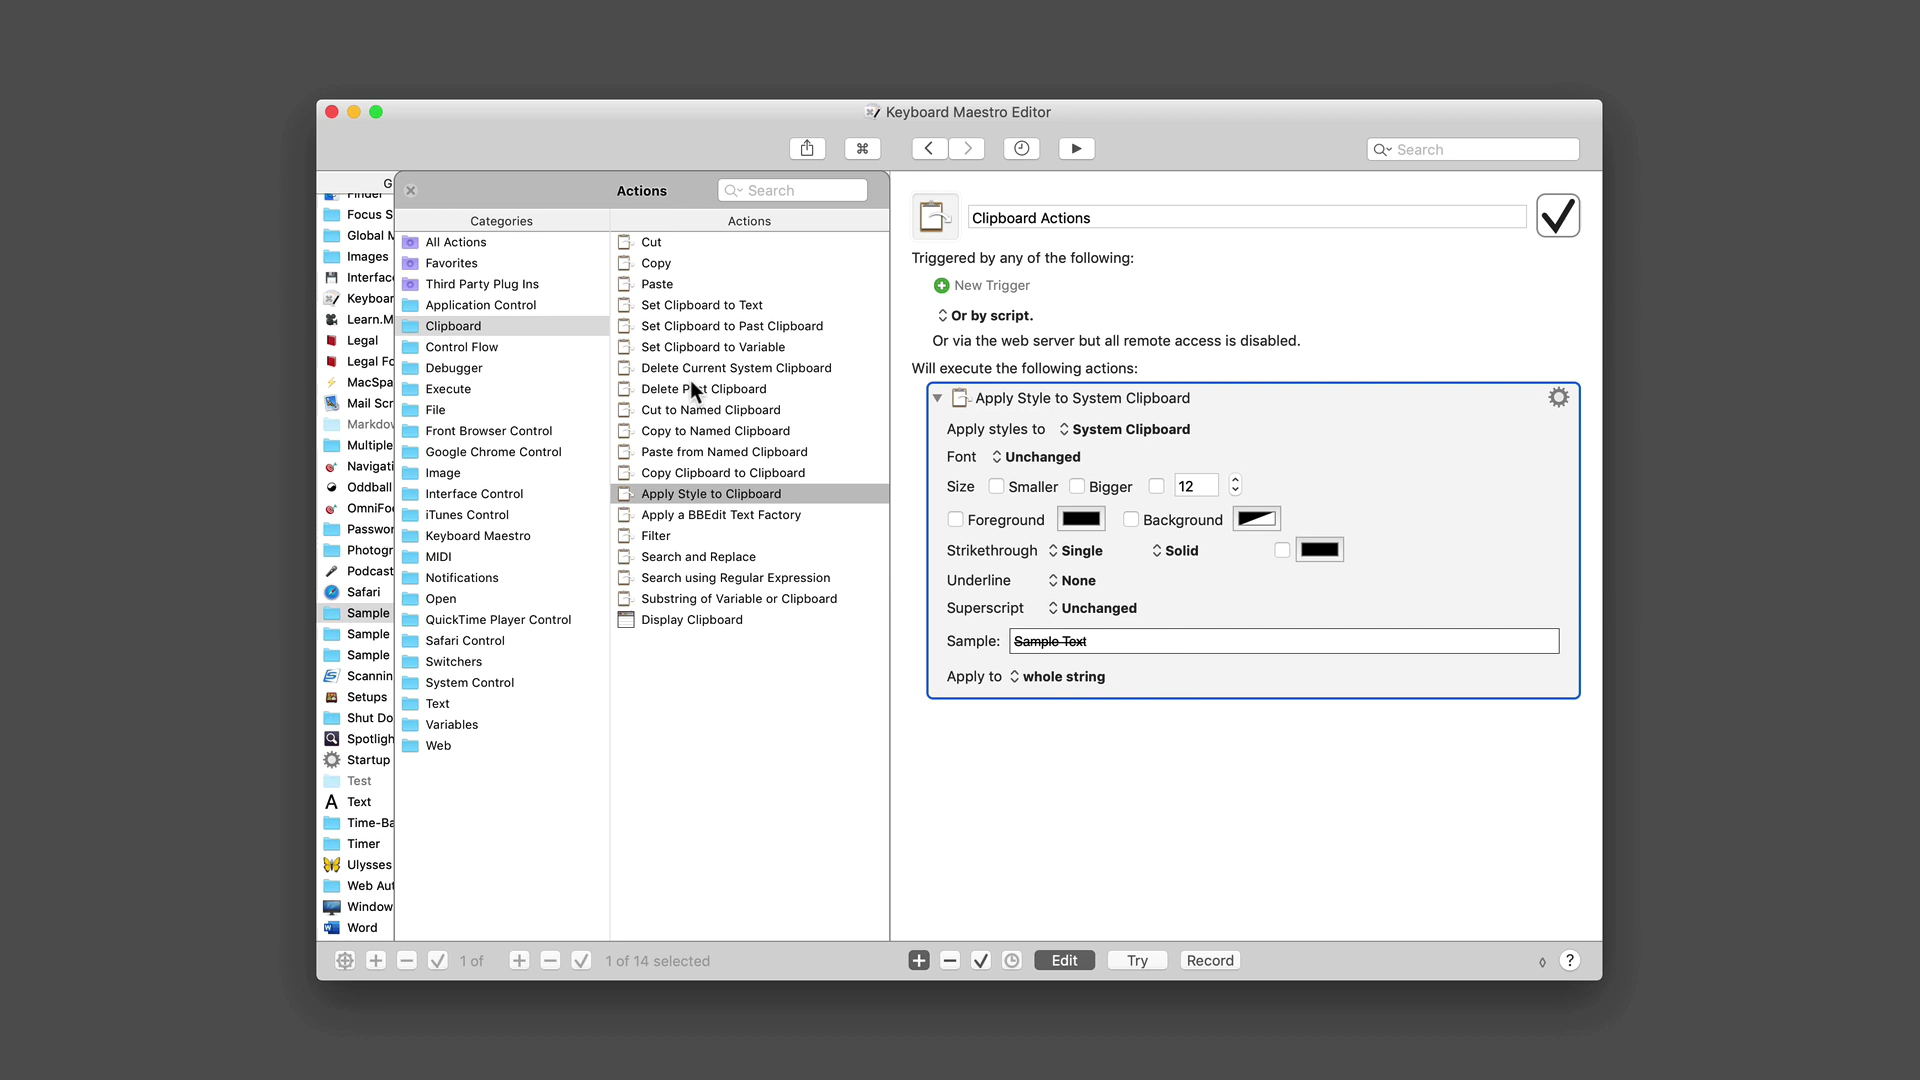 Keyboard Maestro Editor
Search
G
Finder
Focus S
Global M
Images
Interfac
Keyboar
Learn.M
Legal
Legal Fo
MacSpa
Mail Scr
Markdov
Multiple
Navigati
Oddball
OmniFo
Passwor
Photogr
Podcast
Safari
Sample
Sample
Sample
Scannin
Setups
Shut Do
Spotligh
Startup
Test
Text
Time-Ba
Timer
Ulysses
Web Aut
Window
Word
Actions
Search
Categories
All Actions
Favorites
Third Party Plug Ins
Application Control
Clipboard
Control Flow
Debugger
Execute
File
Front Browser Control
Google Chrome Control
Image
Interface Control
iTunes Control
Keyboard Maestro
MIDI
Notifications
Open
QuickTime Player Control
Safari Control
Switchers
System Control
Text
Variables
Web
Actions
Cut
Copy
Paste
Set Clipboard to Text
Set Clipboard to Past Clipboard
Set Clipboard to Variable
Delete Current System Clipboard
Delete Past Clipboard
Cut to Named Clipboard
Copy to Named Clipboard
Paste from Named Clipboard
Copy Clipboard to Clipboard
Apply Style to Clipboard
Apply a BBEdit Text Factory
Filter
Search and Replace
Search using Regular Expression
Substring of Variable or Clipboard
Display Clipboard
Clipboard Actions
Triggered by any of the following:
New Trigger
Or by script.
Or via the web server but all remote access is disabled.
Will execute the following actions:
Apply Style to System Clipboard
Apply styles to System Clipboard
Font Unchanged
Size Smaller Bigger 12
Foreground Background
Strikethrough Single Solid
Underline None
Superscript Unchanged
Sample: Sample Text
Apply to whole string
1 of 1 of 14 selected
Edit Try Record ?